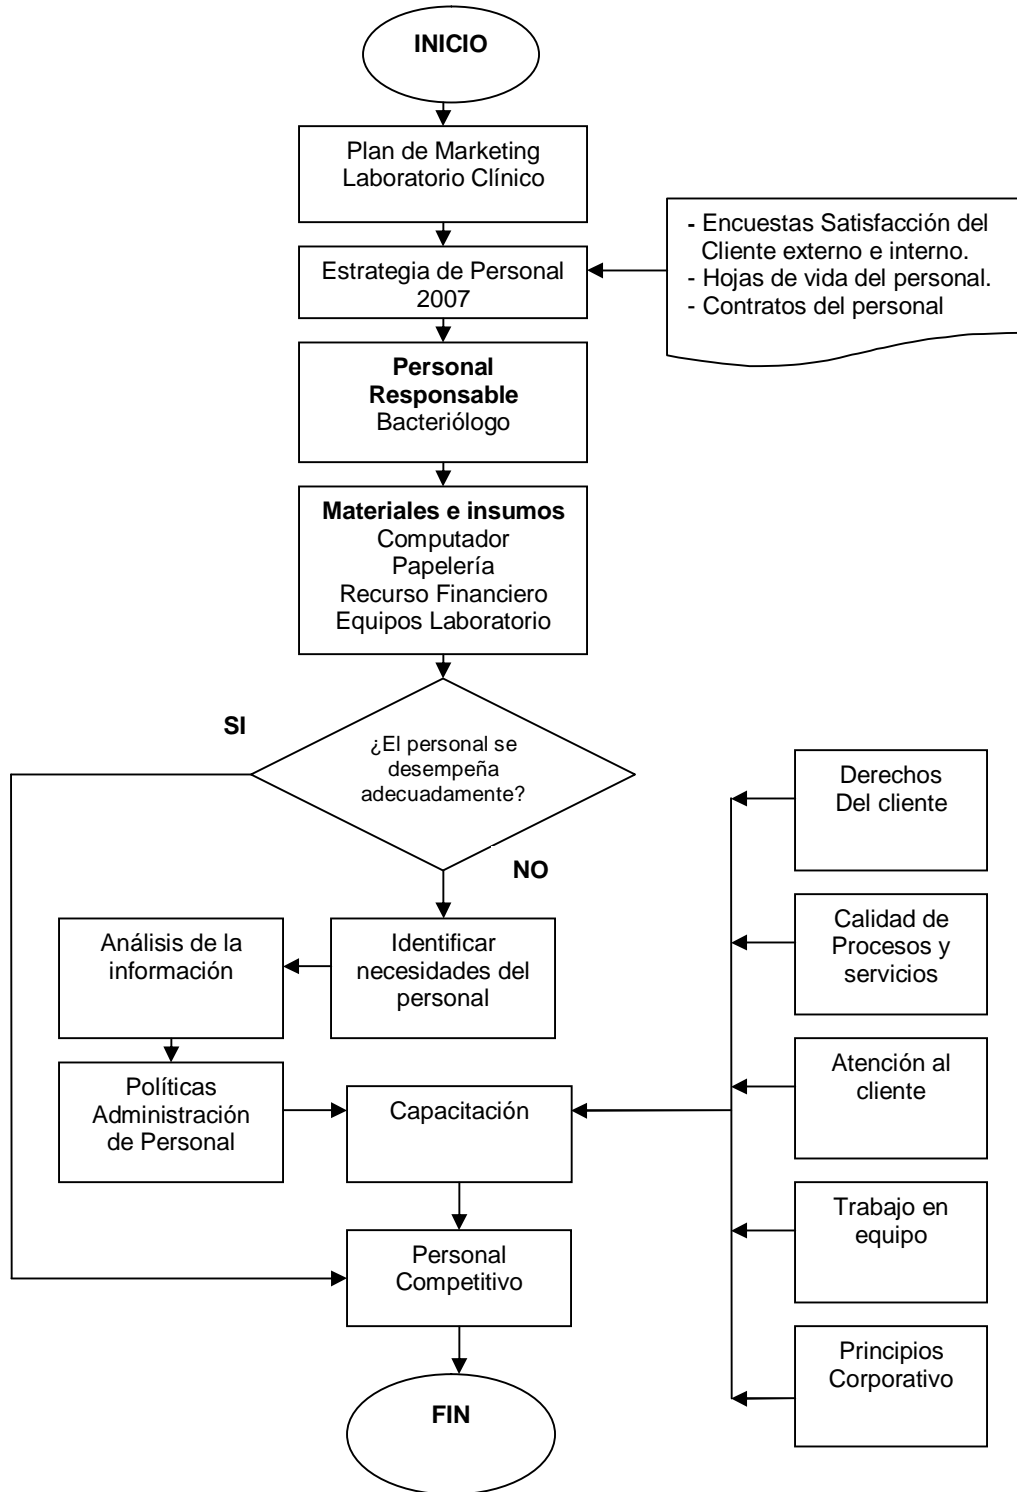 INICIO
Plan de Marketing
Laboratorio Clínico
Estrategia de Personal
2007
- Encuestas Satisfacción del
Cliente externo e interno.
- Hojas de vida del personal.
- Contratos del personal
Personal
Responsable
Bacteriólogo
Materiales e insumos
Computador
Papelería
Recurso Financiero
Equipos Laboratorio
SI
¿El personal se
desempeña
adecuadamente?
NO
Identificar
necesidades del
personal
Análisis de la
información
Políticas
Administración
de Personal
Capacitación
Derechos
Del cliente
Calidad de
Procesos y
servicios
Atención al
cliente
Trabajo en
equipo
Principios
Corporativo
Personal
Competitivo
FIN